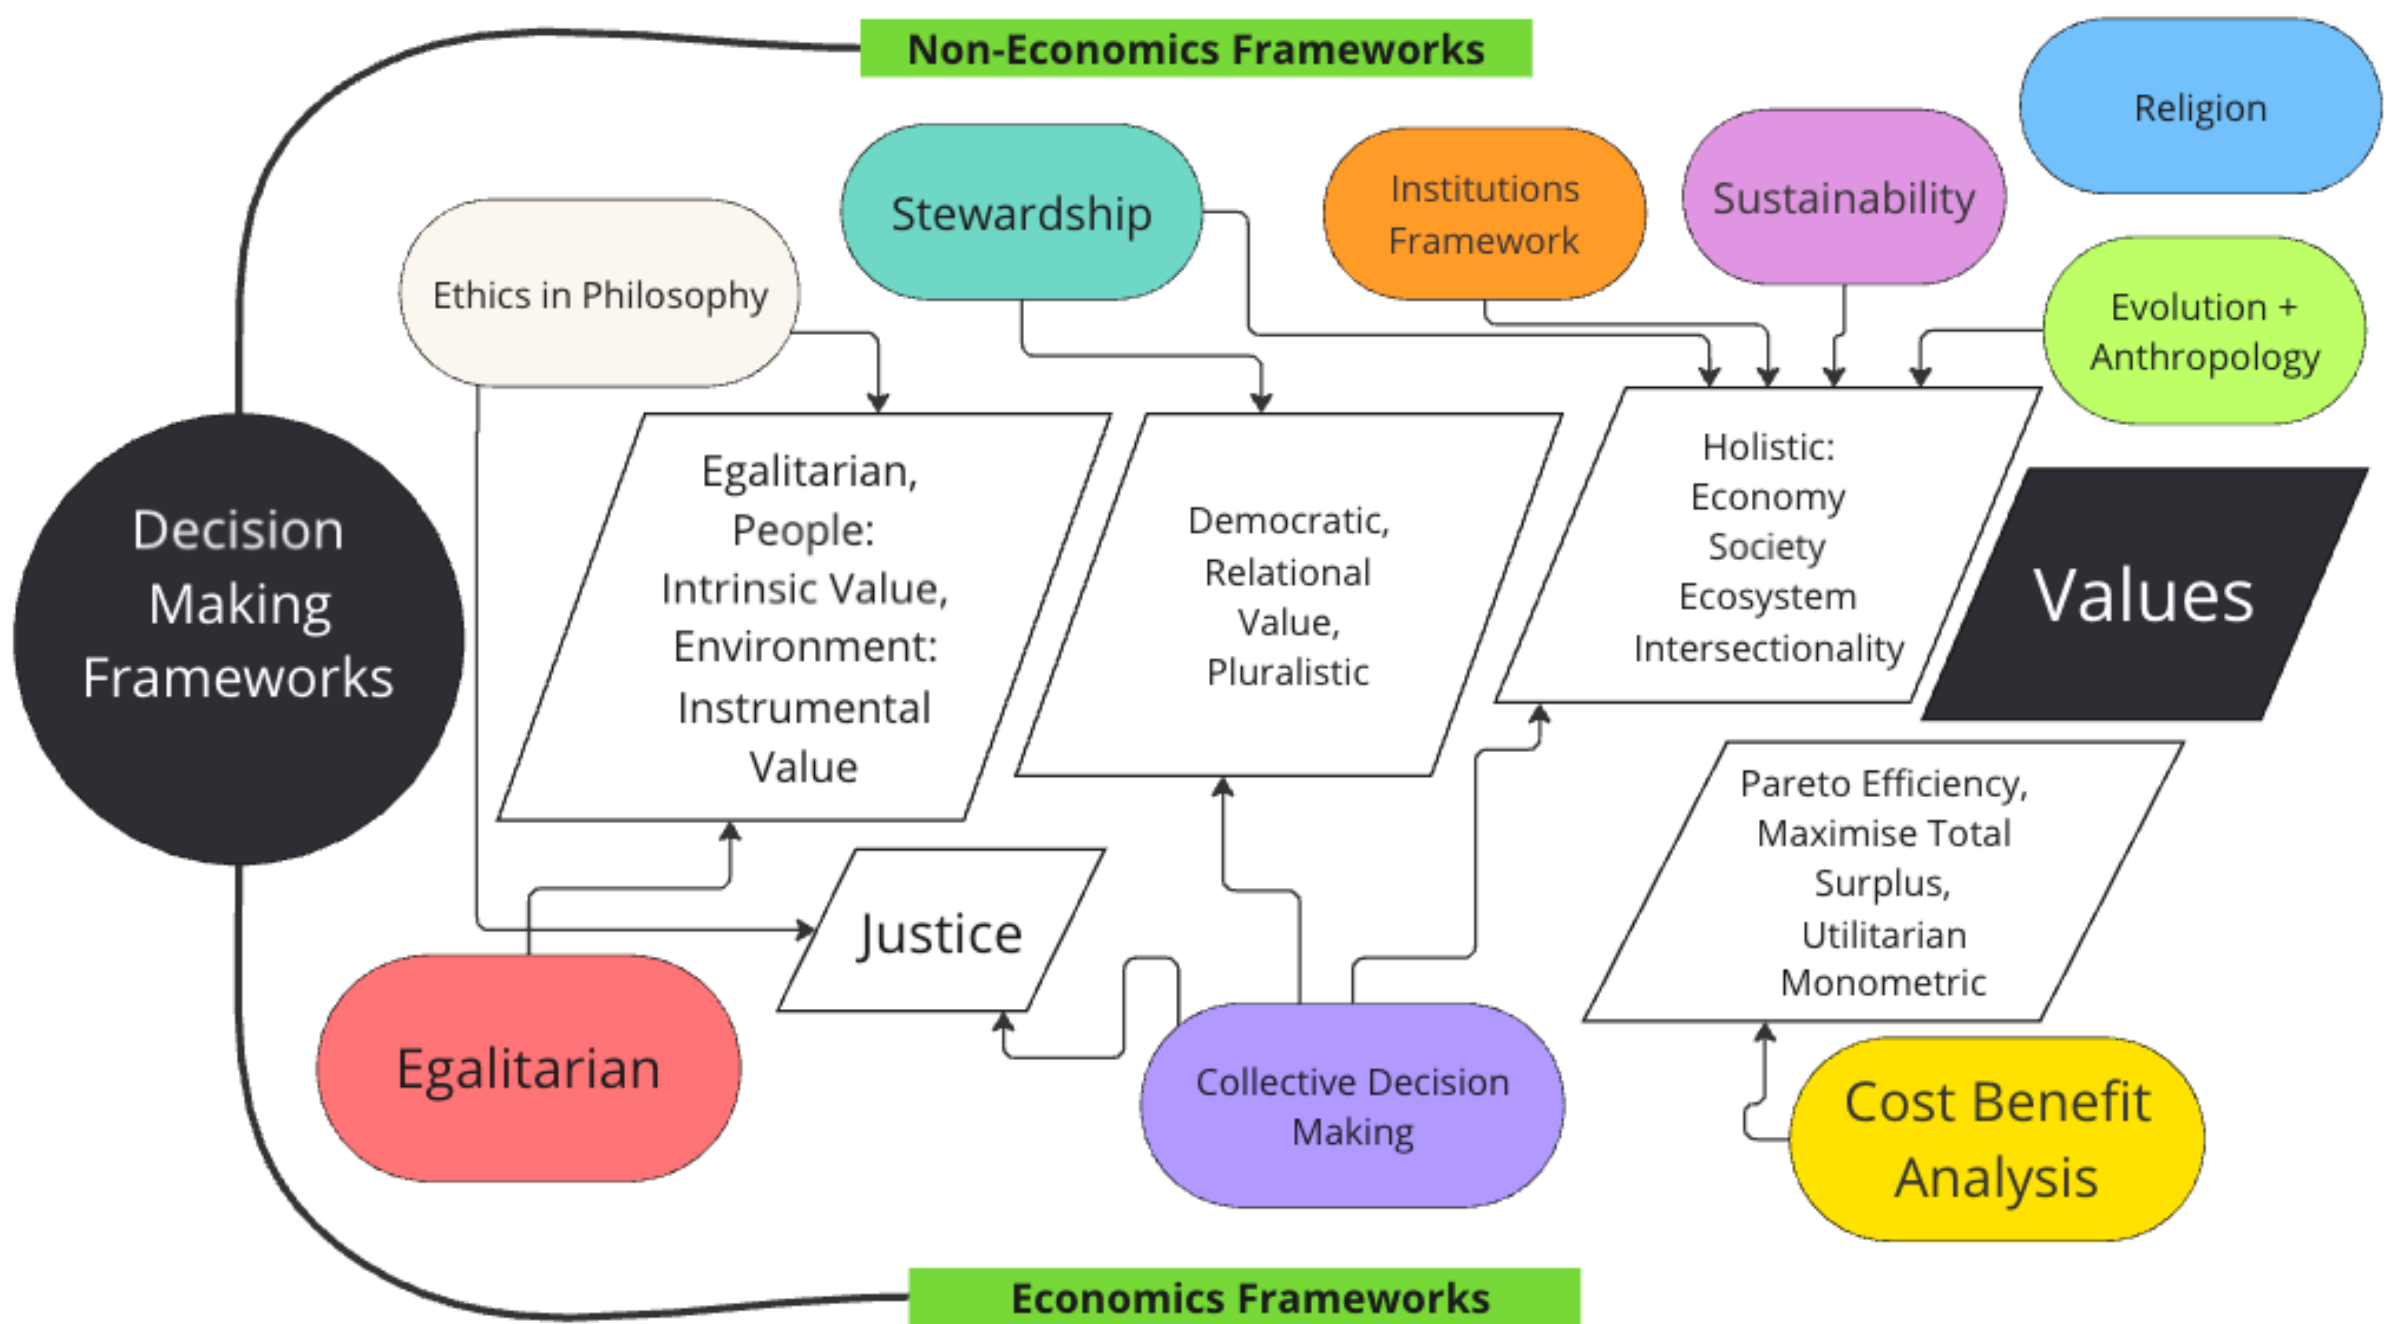 Non-Economics Frameworks
Religion
Stewardship
Institutions
Framework
Sustainability
Ethics in Philosophy
Evolution +
Anthropology
Decision
Making
Frameworks
Egalitarian,
People:
Intrinsic Value,
Environment:
Instrumental
Value
Democratic,
Relational
Value,
Pluralistic
Holistic:
Economy
Society
Ecosystem
Intersectionality
Values
Pareto Efficiency,
Maximise Total
Surplus,
Utilitarian
Monometric
Justice
Egalitarian
Collective Decision
Making
Cost Benefit
Analysis
Economics Frameworks